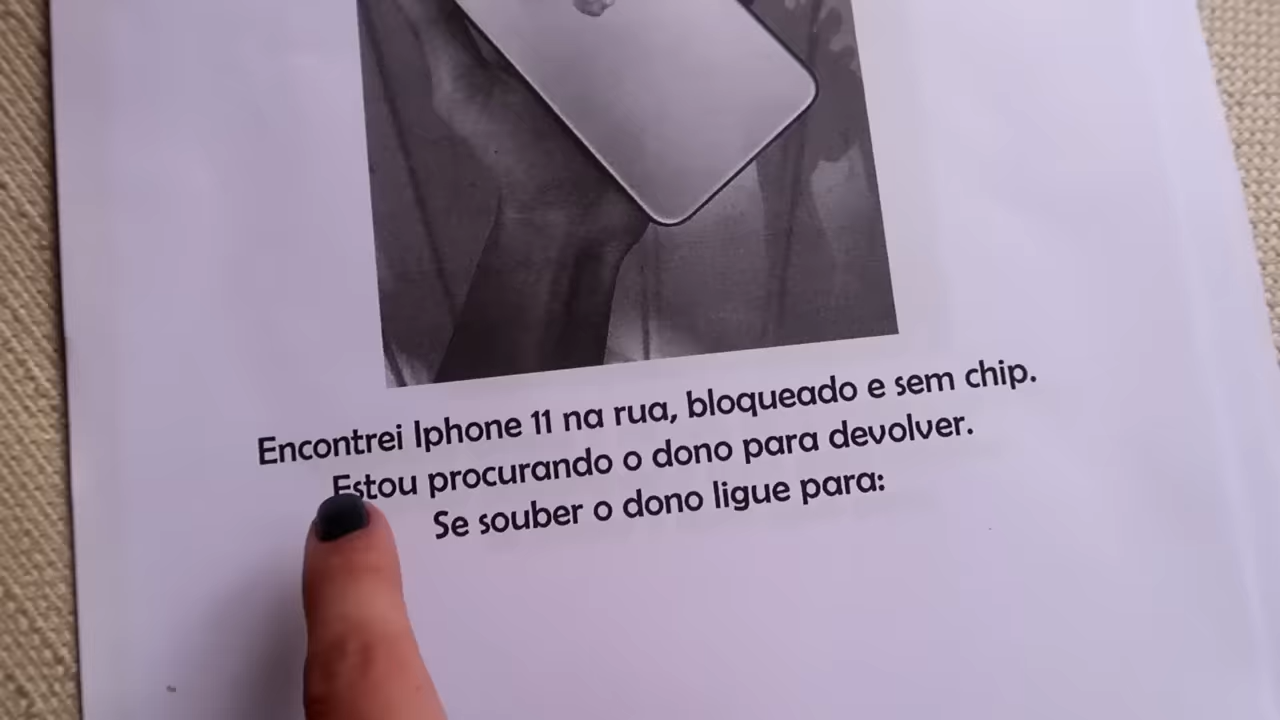 Encontrei Iphone 11 na rua, bloqueado e sem chip.
Estou procurando o dono para devolver.
Se souber o dono ligue para: